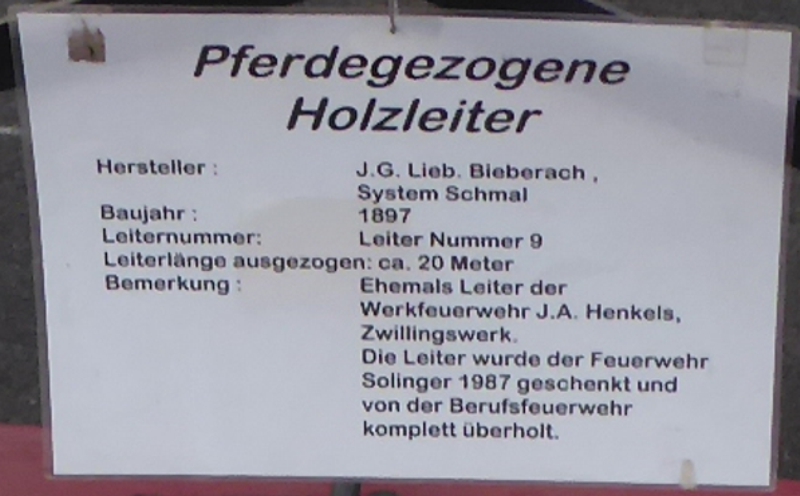 Pferdegezogene
Holzleiter
Hersteller : J.G. Lieb. Bieberach ,
System Schmal
Baujahr : 1897
Leiternummer: Leiter Nummer 9
Leiterlänge ausgezogen: ca. 20 Meter
Bemerkung : Ehemals Leiter der
Werkfeuerwehr J.A. Henkels,
Zwillingswerk.
Die Leiter wurde der Feuerwehr
Solinger 1987 geschenkt und
von der Berufsfeuerwehr
komplett überholt.